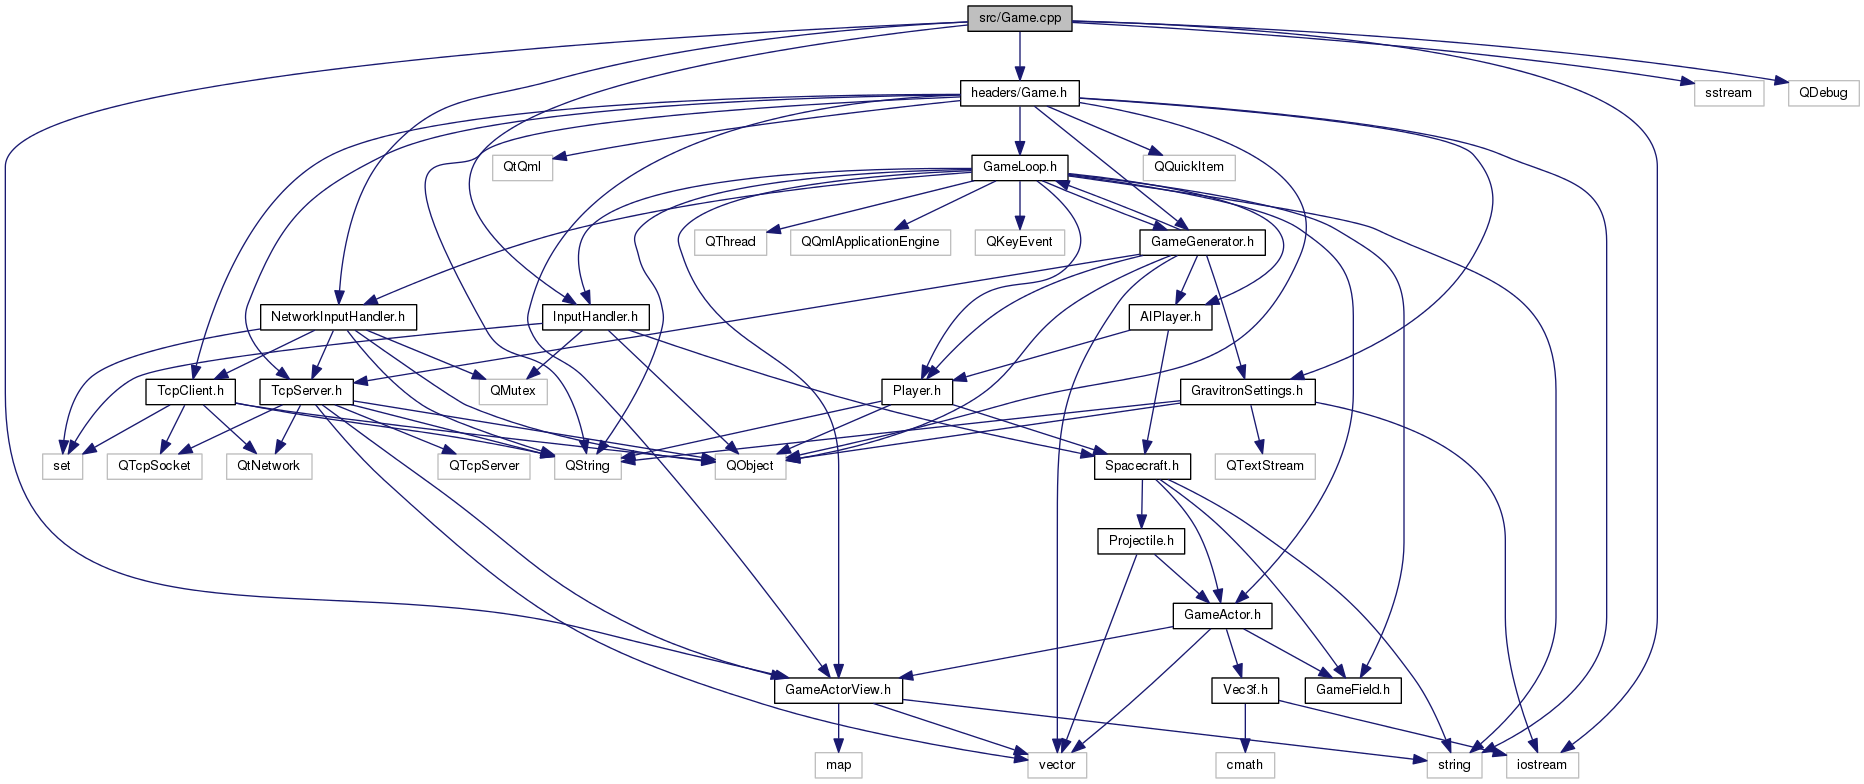 src/Game.cpp
headers/Game.h
sstream
QDebug
QtQml
GameLoop.h
QQuickItem
QThread
QQmlApplicationEngine
QKeyEvent
GameGenerator.h
NetworkInputHandler.h
InputHandler.h
AIPlayer.h
TcpClient.h
TcpServer.h
QMutex
Player.h
GravitronSettings.h
set
QTcpSocket
QtNetwork
QTcpServer
QString
QObject
Spacecraft.h
QTextStream
Projectile.h
GameActor.h
GameActorView.h
Vec3f.h
GameField.h
map
vector
cmath
string
iostream